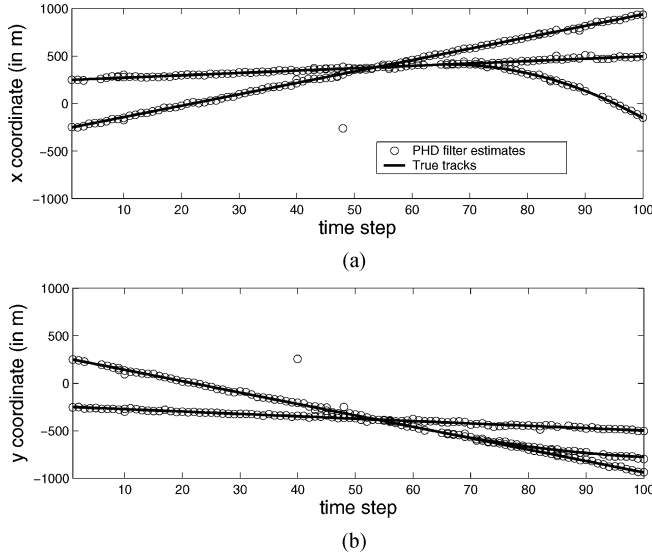 1000
500
0
−500
−1000
x coordinate (in m)
PHD filter estimates
True tracks
10 20 30 40 50 60 70 80 90 100
time step
(a)
1000
500
0
−500
−1000
y coordinate (in m)
10 20 30 40 50 60 70 80 90 100
time step
(b)